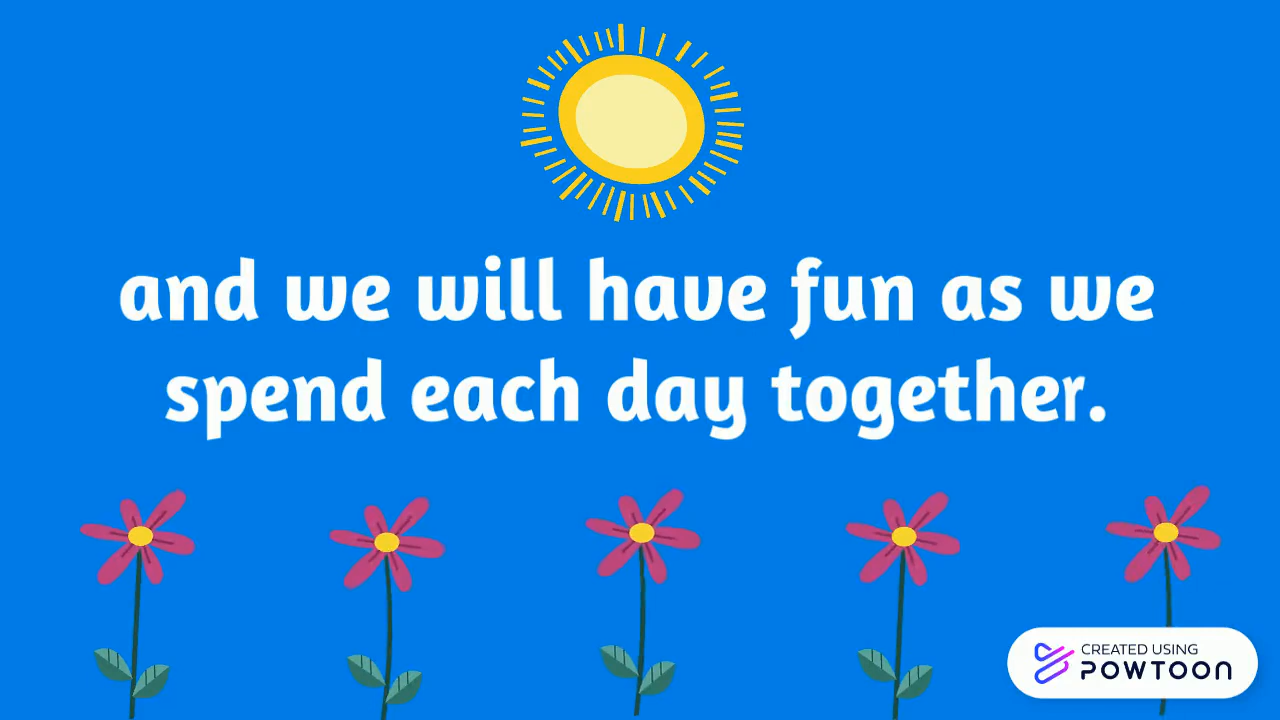 and we will have fun as we
spend each day together.
CREATED USING
POWTOON